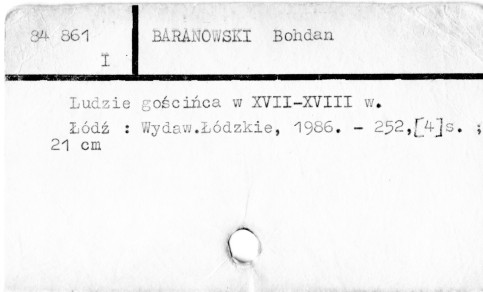 84 861 BARANOWSKI Bohdan
I
Ludzie gościńca w XVII-XVIII w.
Łódź : Wydaw.Łódzkie, 1986. - 252,[4]s. ;
21 cm